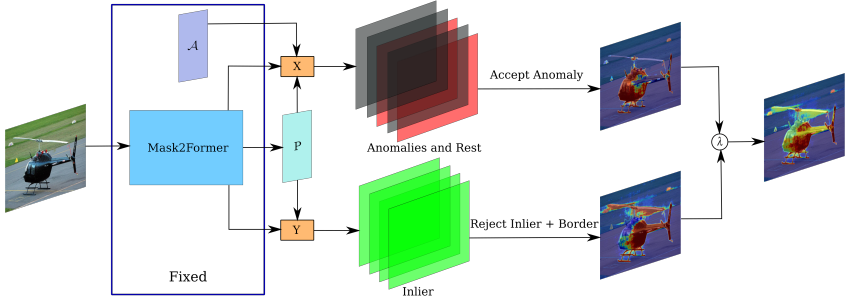 𝒜
X
Accept Anomaly
Mask2Former
P
Anomalies and Rest
λ
Y
Reject Inlier + Border
Fixed
Inlier